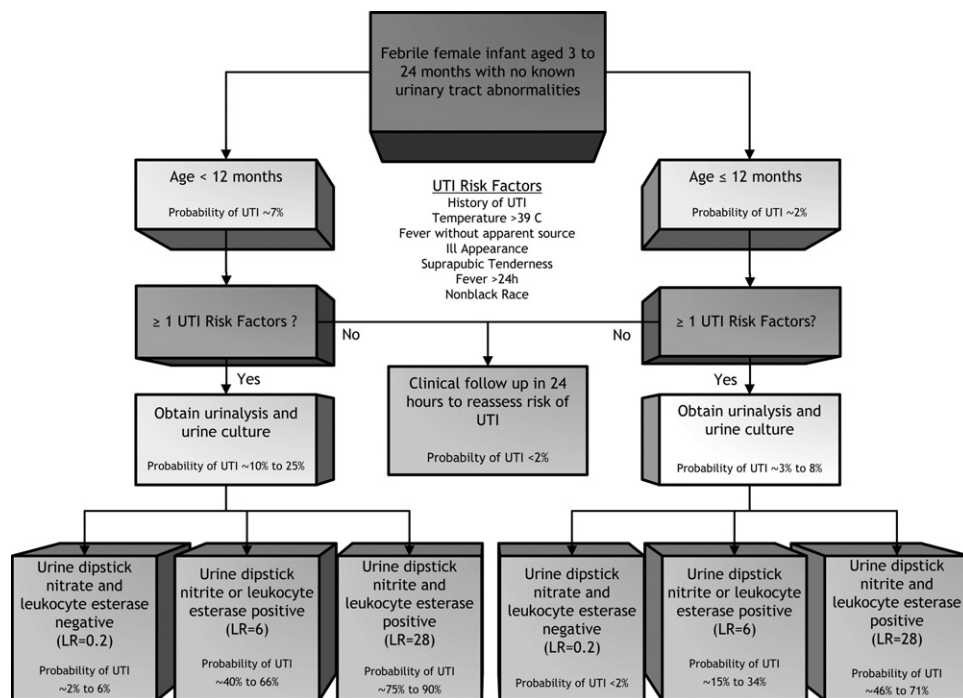 Febrile female infant aged 3 to
24 months with no known
urinary tract abnormalities
Age < 12 months
Probability of UTI ~7%
UTI Risk Factors
History of UTI
Temperature >39 C
Fever without apparent source
Ill Appearance
Suprapubic Tenderness
Fever >24h
Nonblack Race
Age ≤ 12 months
Probability of UTI ~2%
≥ 1 UTI Risk Factors ?
No
No
≥ 1 UTI Risk Factors?
Yes
Clinical follow up in 24
hours to reassess risk of
UTI
Probability of UTI <2%
Yes
Obtain urinalysis and
urine culture
Probability of UTI ~10% to 25%
Obtain urinalysis and
urine culture
Probability of UTI ~3% to 8%
Urine dipstick
nitrate and
leukocyte esterase
negative
(LR=0.2)
Probability of UTI
~2% to 6%
Urine dipstick
nitrite or leukocyte
esterase positive
(LR=6)
Probability of UTI
~40% to 66%
Urine dipstick
nitrite and
leukocyte esterase
positive
(LR=28)
Probability of UTI
~75% to 90%
Urine dipstick
nitrate and
leukocyte esterase
negative
(LR=0.2)
Probability of UTI <2%
Urine dipstick
nitrite or leukocyte
esterase positive
(LR=6)
Probability of UTI
~15% to 34%
Urine dipstick
nitrite and
leukocyte esterase
positive
(LR=28)
Probability of UTI
~46% to 71%